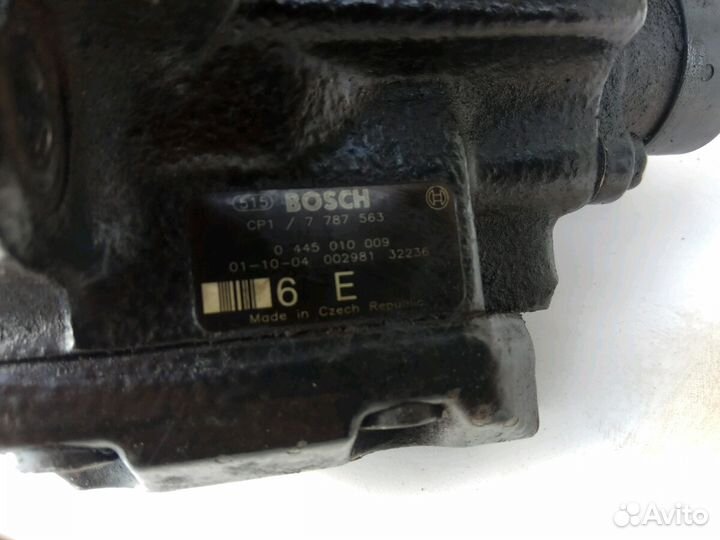 515 BOSCH
CP1 / 7 787 563
0 445 010 009
01-10-04 002981 32236
6 E
Made in Czech Republic
Avito